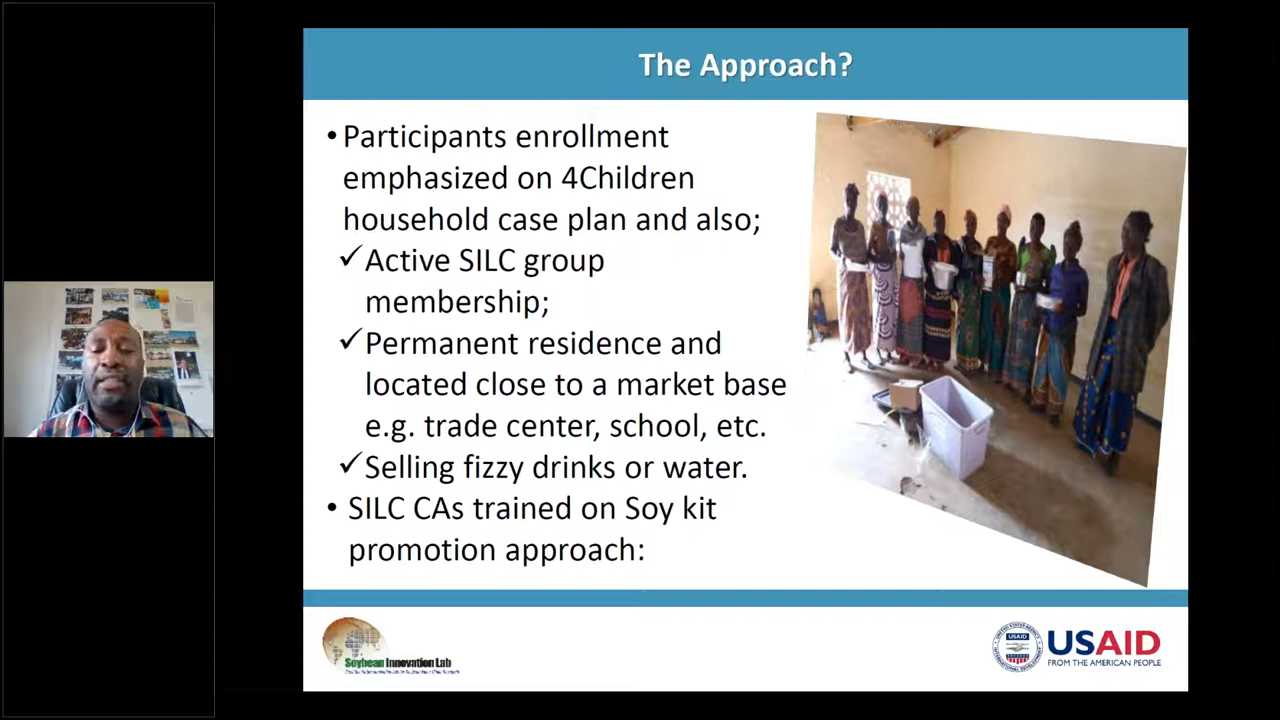 The Approach?
•Participants enrollment
emphasized on 4Children
household case plan and also;
✓Active SILC group
membership;
✓Permanent residence and
located close to a market base
e.g. trade center, school, etc.
✓Selling fizzy drinks or water.
• SILC CAs trained on Soy kit
promotion approach:
Soybean Innovation Lab
USAID
USAID
FROM THE AMERICAN PEOPLE